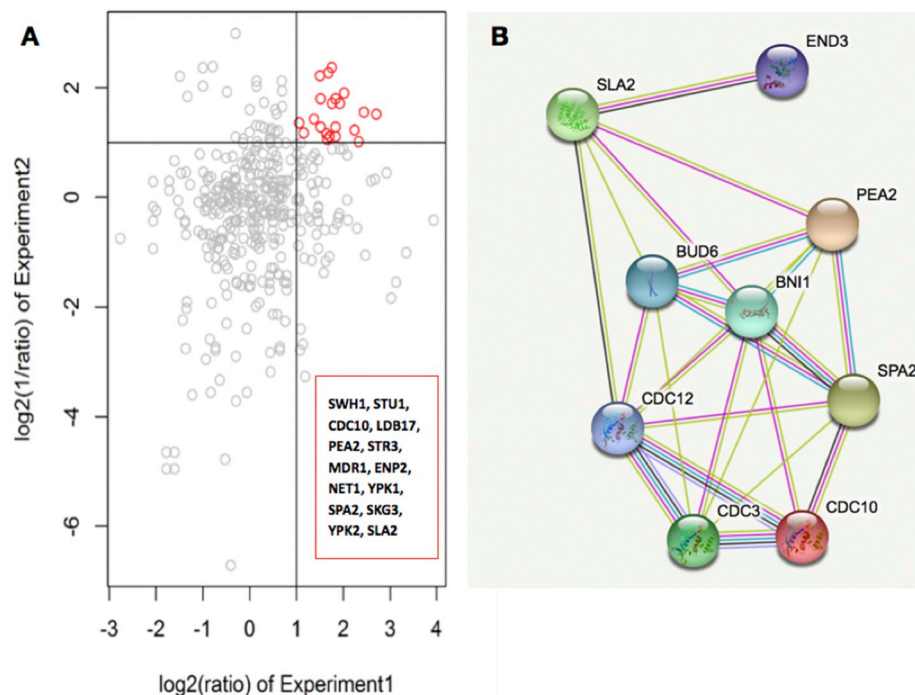 A
log2(1/ratio) of Experiment2
2
0
-2
-4
-6
SWH1, STU1,
CDC10, LDB17,
PEA2, STR3,
MDR1, ENP2,
NET1, YPK1,
SPA2, SKG3,
YPK2, SLA2
-3 -2 -1 0 1 2 3 4
log2(ratio) of Experiment1
B
END3
SLA2
PEA2
BUD6
BNI1
SPA2
CDC12
CDC3
CDC10